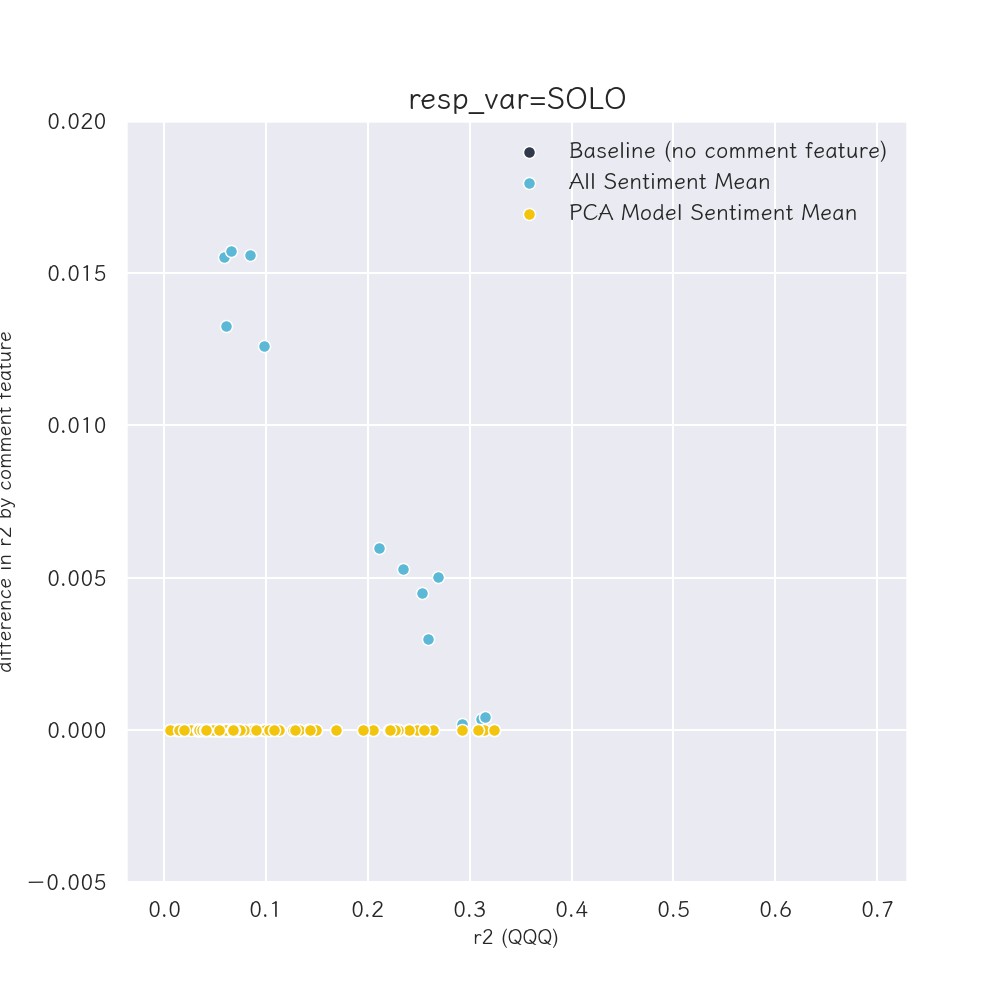 resp_var=SOLO
Baseline (no comment feature)
All Sentiment Mean
PCA Model Sentiment Mean
difference in r2 by comment feature
0.020
0.015
0.010
0.005
0.000
−0.005
0.0 0.1 0.2 0.3 0.4 0.5 0.6 0.7
r2 (QQQ)